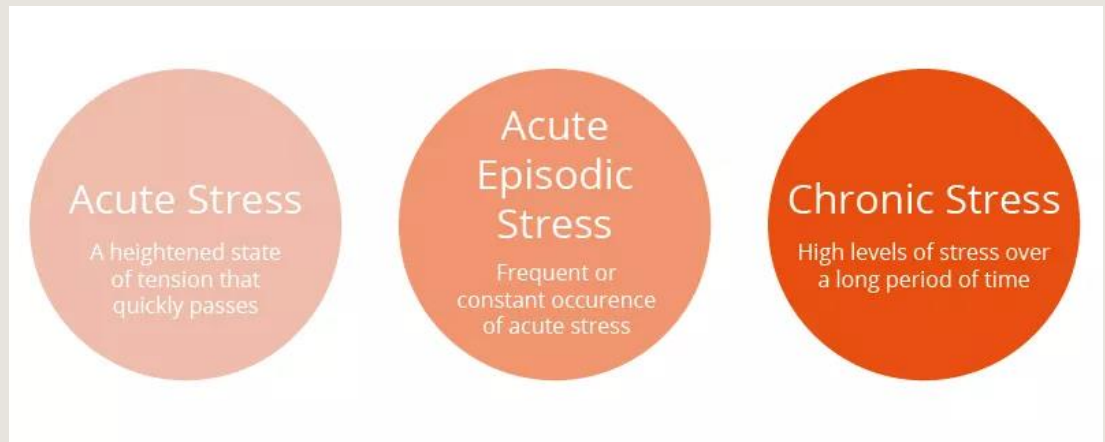 Acute Stress
A heightened state
of tension that
quickly passes
Acute
Episodic
Stress
Frequent or
constant occurence
of acute stress
Chronic Stress
High levels of stress over
a long period of time